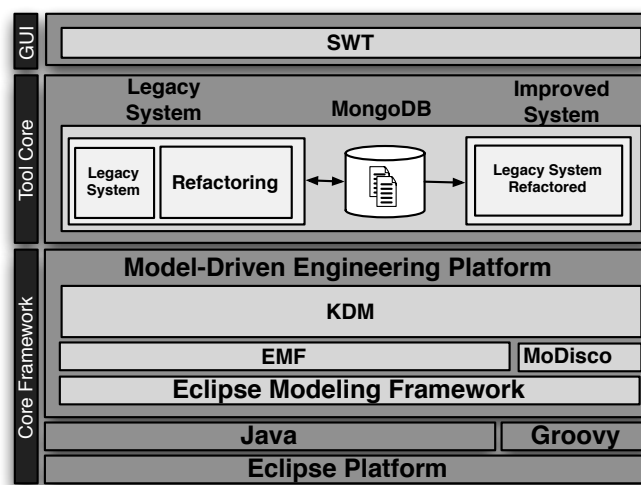 GUI
SWT
Tool Core
Legacy
System
MongoDB
Improved
System
Legacy
System
Refactoring
Legacy System
Refactored
Core Framework
Model-Driven Engineering Platform
KDM
EMF
MoDisco
Eclipse Modeling Framework
Java
Groovy
Eclipse Platform